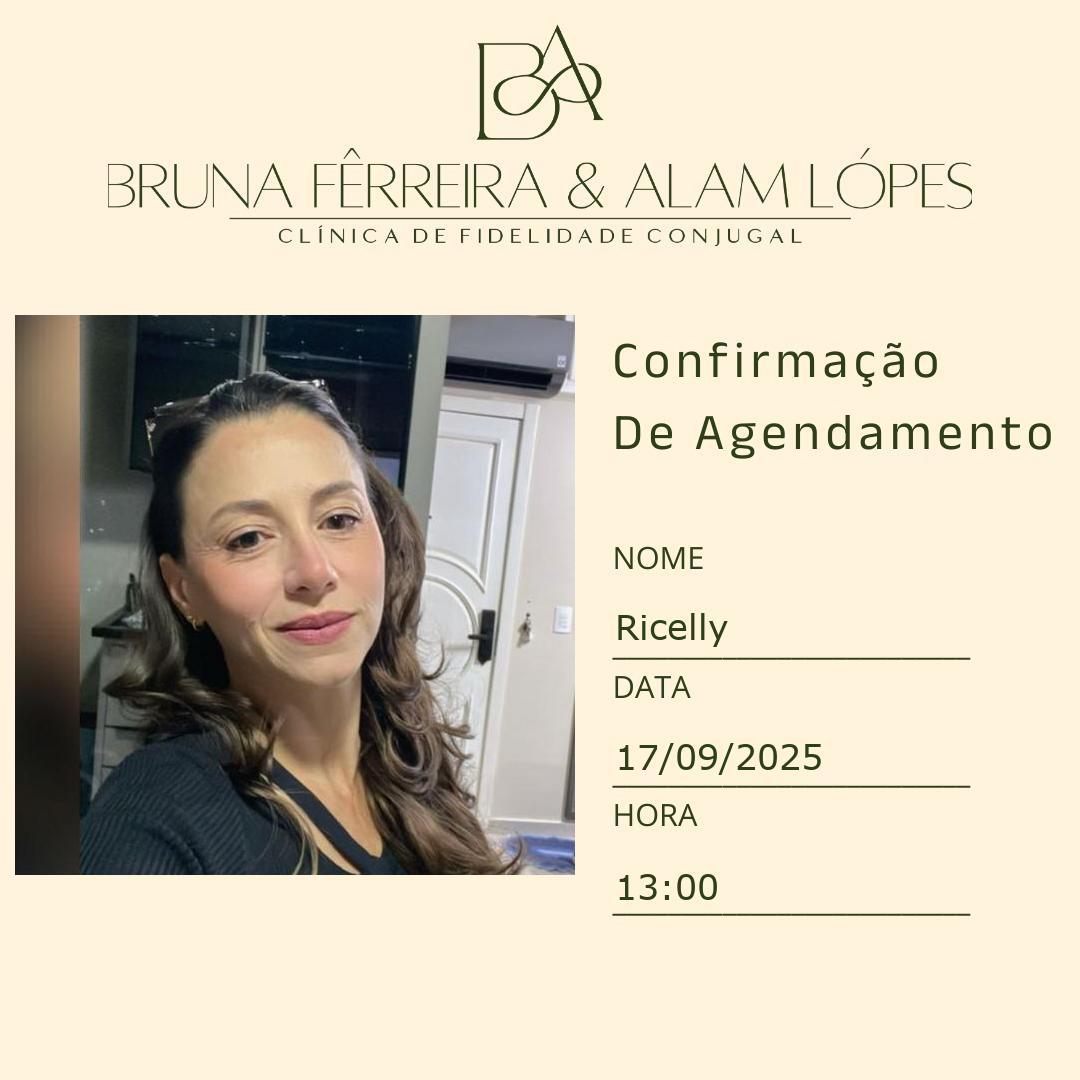 BA
BRUNA FÊRREIRA & ALAM LÓPES
CLÍNICA DE FIDELIDADE CONJUGAL
Confirmação
De Agendamento
NOME
Ricelly
DATA
17/09/2025
HORA
13:00